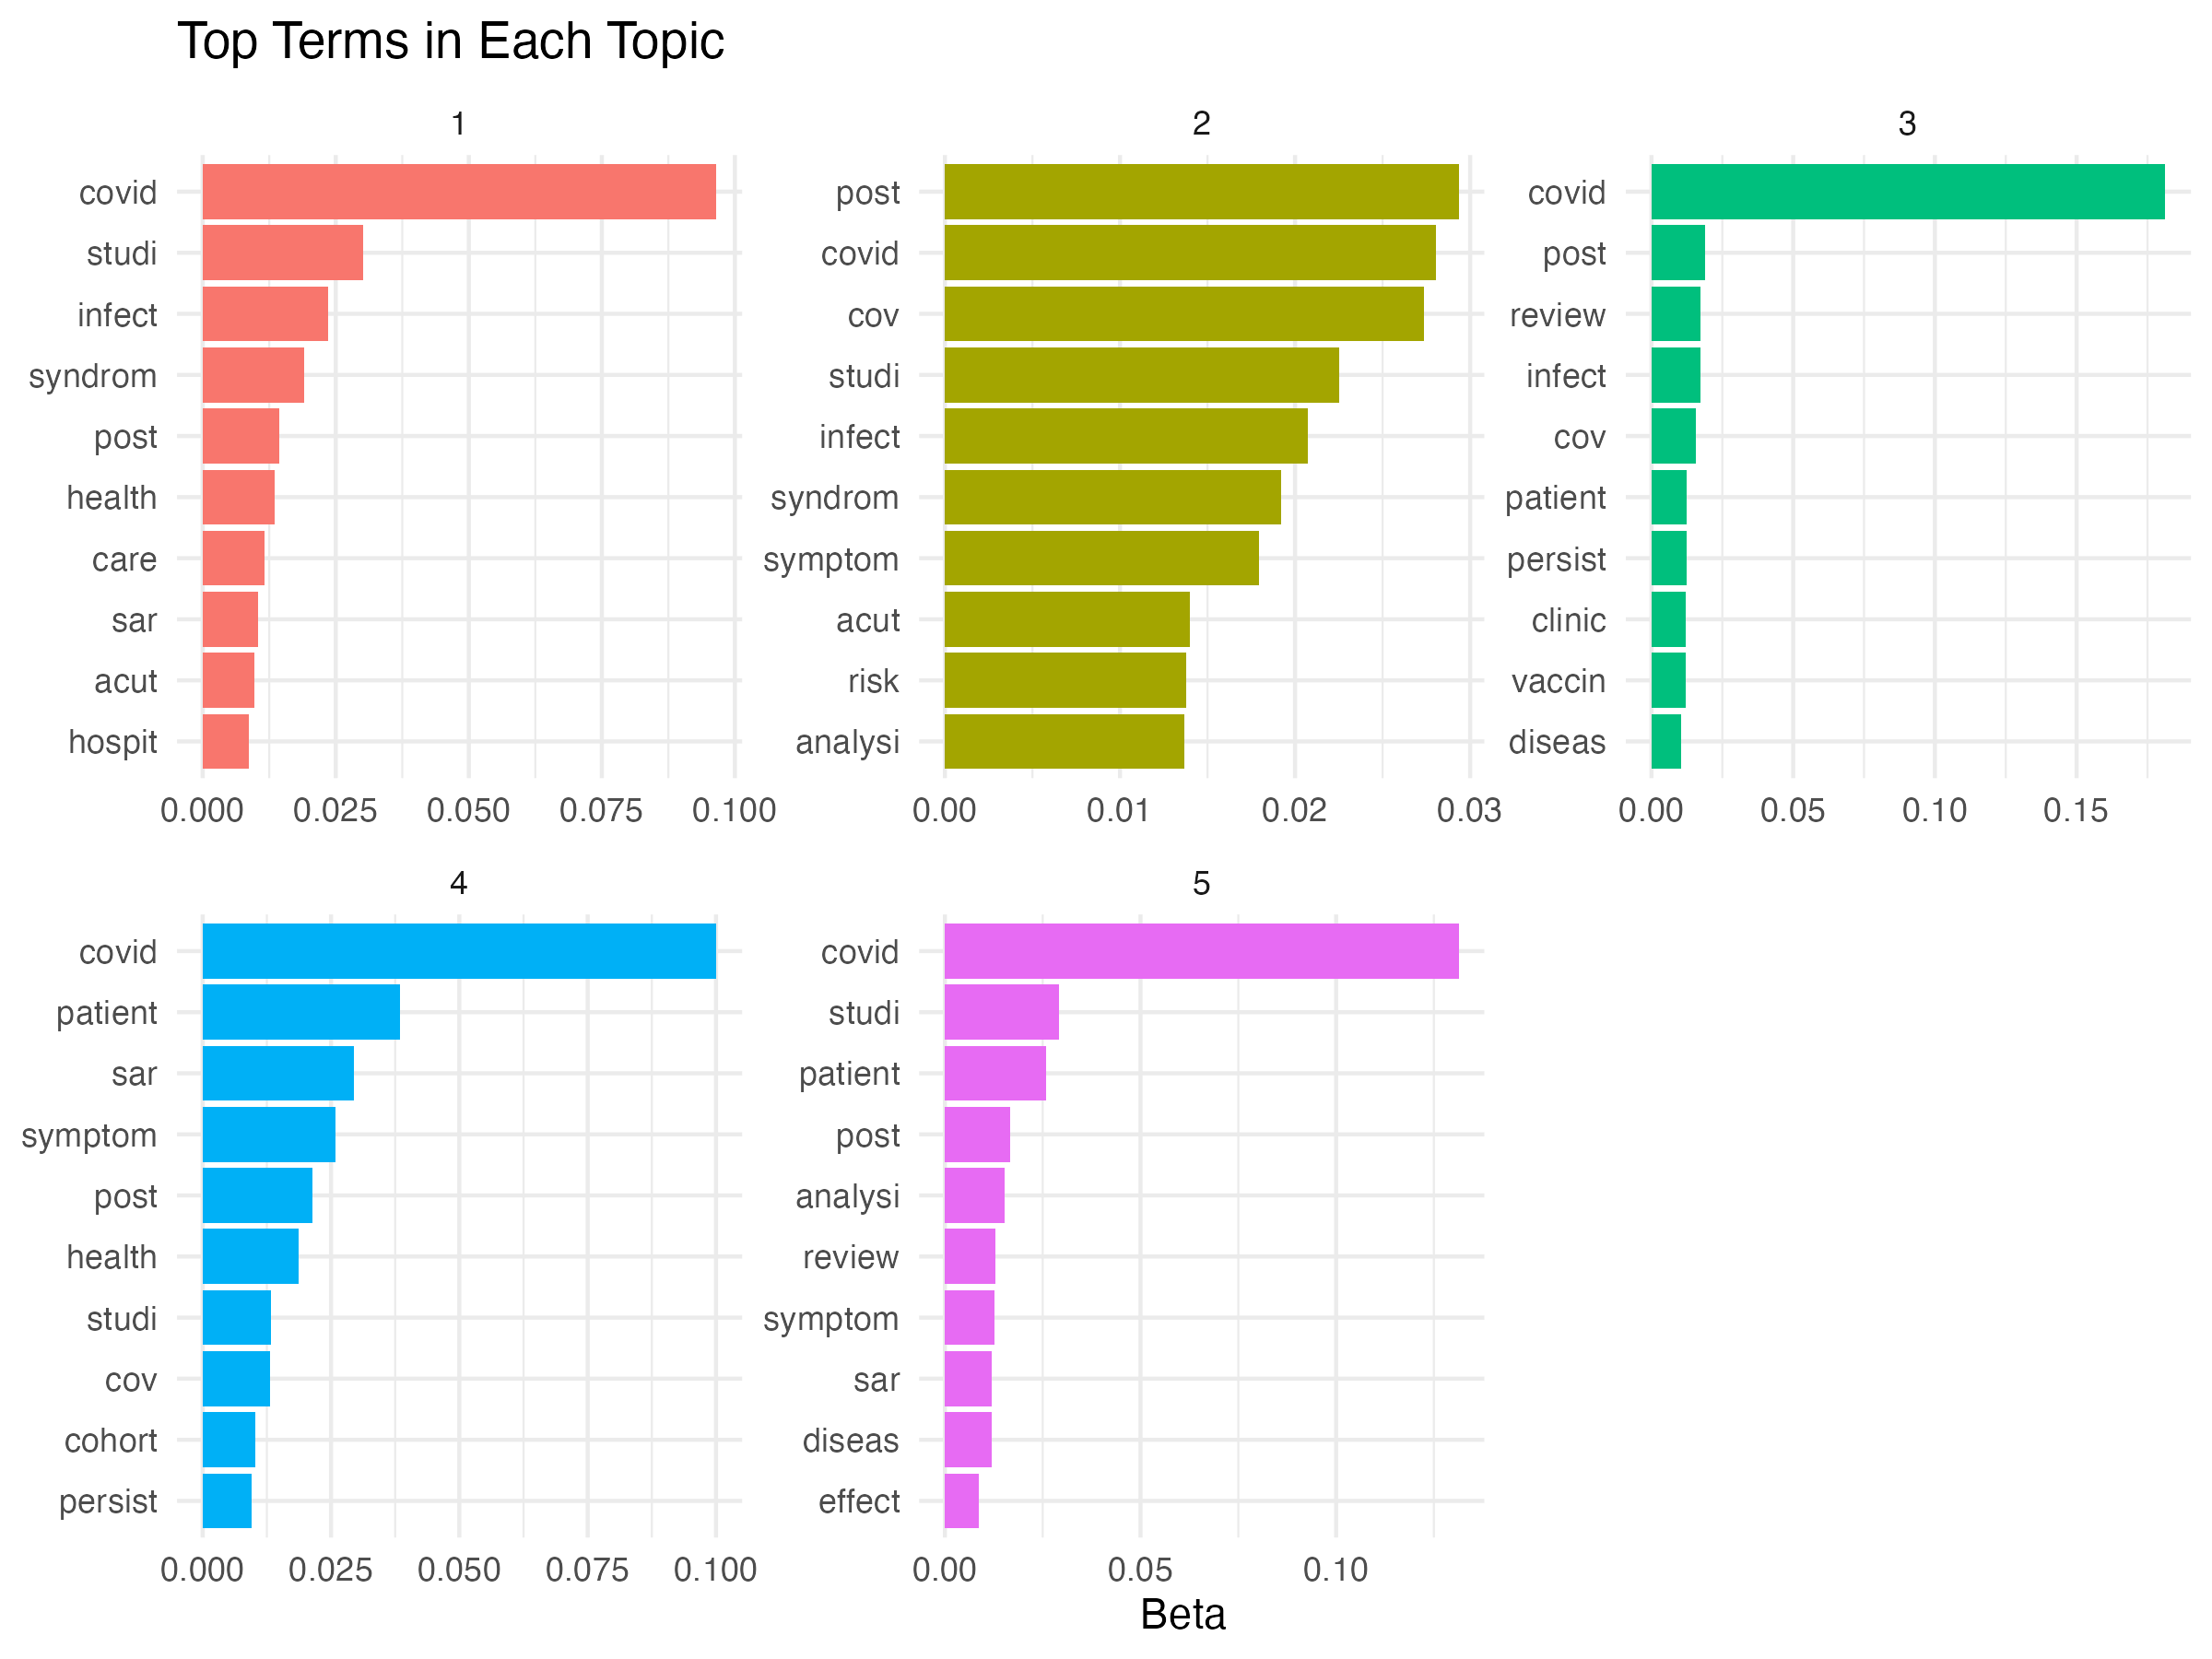 Top Terms in Each Topic
1
covid
studi
infect
syndrom
post
health
care
sar
acut
hospit
0.000 0.025 0.050 0.075 0.100
2
post
covid
cov
studi
infect
syndrom
symptom
acut
risk
analysi
0.00 0.01 0.02 0.03
3
covid
post
review
infect
cov
patient
persist
clinic
vaccin
diseas
0.00 0.05 0.10 0.15
4
covid
patient
sar
symptom
post
health
studi
cov
cohort
persist
0.000 0.025 0.050 0.075 0.100
5
covid
studi
patient
post
analysi
review
symptom
sar
diseas
effect
0.00 0.05 0.10
Beta